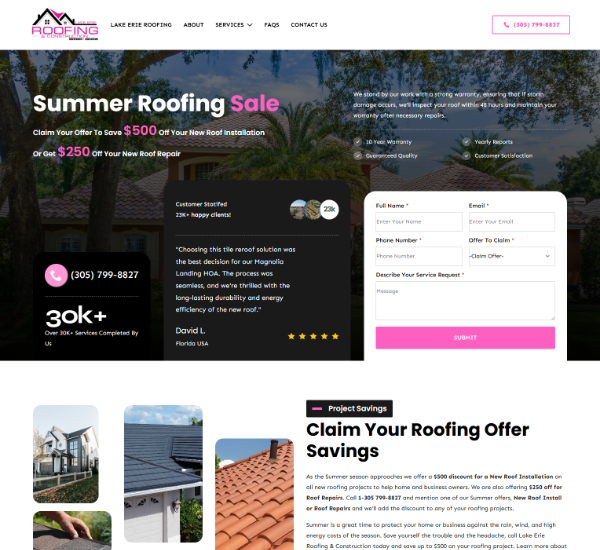 ROOFING
& CONSTRUCTION
LAKE ERIE ROOFING
ABOUT
SERVICES
FAQS
CONTACT US
(305) 799-8827
Summer Roofing Sale
Claim Your Offer To Save $500 Off Your New Roof Installation
Or Get $250 Off Your New Roof Repair
We stand by our work with a strong warranty, ensuring that if storm
damage occurs, we'll inspect your roof within 48 hours and maintain your
warranty after necessary repairs.
10 Year Warranty
Yearly Reports
Guaranteed Quality
Customer Satisfaction
(305) 799-8827
30k+
Over 30K+ Services Completed By
Us
Customer Statifed
23K+ happy clients!
23k
"Choosing this tile reroof solution was
the best decision for our Magnolia
Landing HOA. The process was
seamless, and we're thrilled with the
long-lasting durability and energy
efficiency of the new roof."
David L.
Florida USA
Full Name *
Email *
Enter Your Name
Enter Your Email
Phone Number *
Offer To Claim *
Phone Number
-Claim Offer-
Describe Your Service Request *
Message
SUBMIT
Project Savings
Claim Your Roofing Offer
Savings
As the Summer season approaches we offer a $500 discount for a New Roof Installation on
all new roofing projects to help home and business owners. We are also offering $250 off for
Roof Repairs. Call 1-305 799-8827 and mention one of our Summer offers, New Roof Install
or Roof Repairs and we'll add the discount to any of your roofing projects.
Summer is a great time to protect your home or business against the rain, wind, and high
energy costs of the season. Save yourself the trouble and the headache, call Lake Erie
Roofing & Construction today and save up to $500 on your roofing project. Learn more about